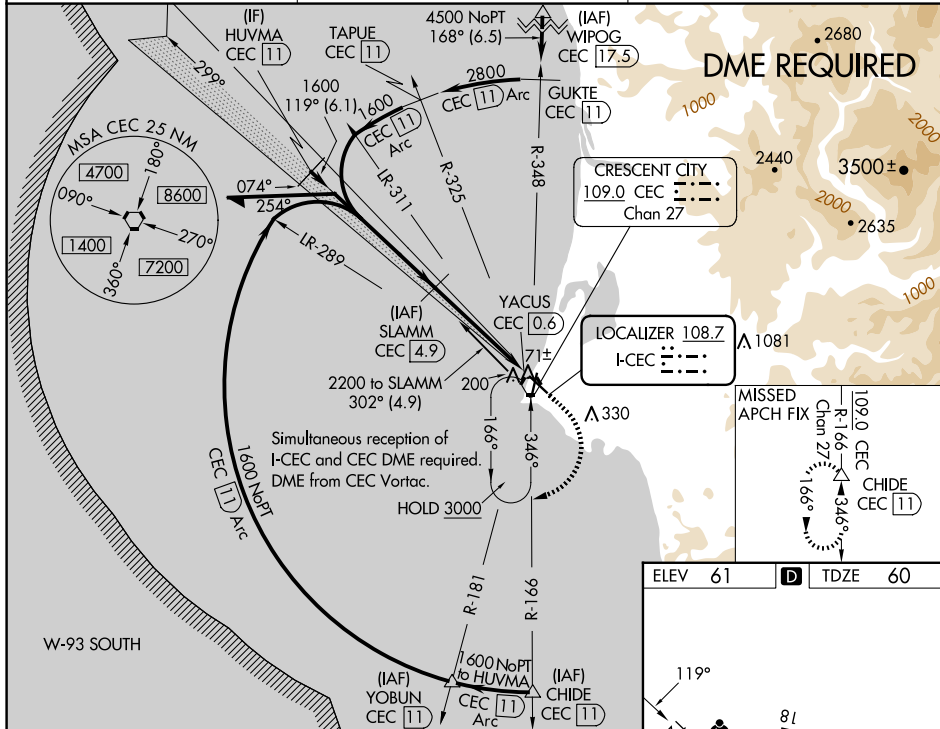 (IF)
HUVMA
CEC 11
TAPUE
CEC 11
4500 NoPT
168° (6.5)
(IAF)
WIPOG
CEC 17.5
2680
DME REQUIRED
299°
1600
119° (6.1)
1600
CEC 11
Arc
2800
CEC 11 Arc
GUKTE
CEC 11
1000
2000
MSA CEC 25 NM
4700
180°
8600
090°
270°
1400
360°
7200
074°
254°
LR-289
LR-311
R-325
R-348
CRESCENT CITY
109.0 CEC
Chan 27
2440
3500±
2000
2635
1000
(IAF)
SLAMM
CEC 4.9
YACUS
CEC 0.6
71±
LOCALIZER 108.7
I-CEC
1081
2200 to SLAMM
302° (4.9)
200
330
166°
346°
Simultaneous reception of
I-CEC and CEC DME required.
DME from CEC Vortac.
HOLD 3000
1600 NoPT
CEC 11 Arc
MISSED
APCH FIX
109.0 CEC
Chan 27
R-166
CHIDE
CEC 11
166°
346°
R-181
R-166
W-93 SOUTH
(IAF)
YOBUN
CEC 11
1600 NoPT
to HUVMA
CEC 11
Arc
(IAF)
CHIDE
CEC 11
ELEV 61
D
TDZE 60
119°
18